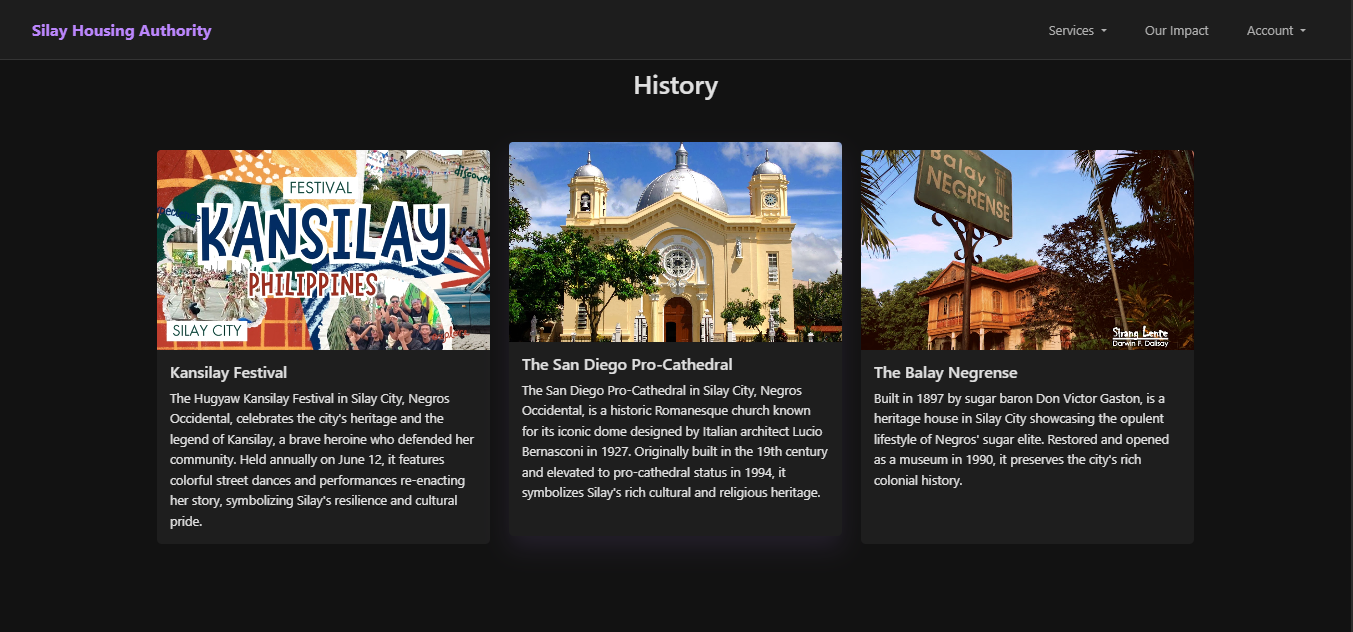 Silay Housing Authority
Services
Our Impact
Account
History
FESTIVAL
KANSILAY
PHILIPPINES
SILAY CITY
Balay
NEGRENSE
Sirang Lente
Darwin P. Dalisay
Kansilay Festival
The Hugyaw Kansilay Festival in Silay City, Negros
Occidental, celebrates the city's heritage and the
legend of Kansilay, a brave heroine who defended her
community. Held annually on June 12, it features
colorful street dances and performances re-enacting
her story, symbolizing Silay's resilience and cultural
pride.
The San Diego Pro-Cathedral
The San Diego Pro-Cathedral in Silay City, Negros
Occidental, is a historic Romanesque church known
for its iconic dome designed by Italian architect Lucio
Bernasconi in 1927. Originally built in the 19th century
and elevated to pro-cathedral status in 1994, it
symbolizes Silay's rich cultural and religious heritage.
The Balay Negrense
Built in 1897 by sugar baron Don Victor Gaston, is a
heritage house in Silay City showcasing the opulent
lifestyle of Negros' sugar elite. Restored and opened
as a museum in 1990, it preserves the city's rich
colonial history.